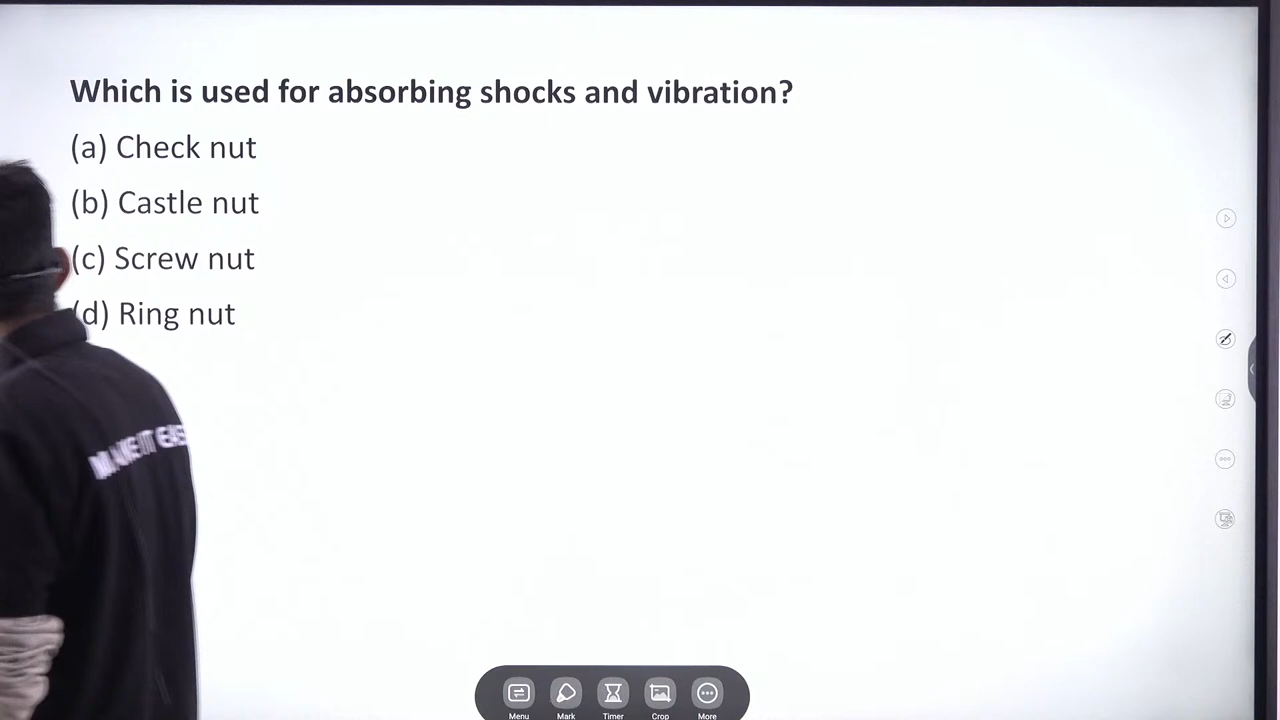 Which is used for absorbing shocks and vibration?
(a) Check nut
(b) Castle nut
(c) Screw nut
(d) Ring nut
Menu Mark Timer Crop More